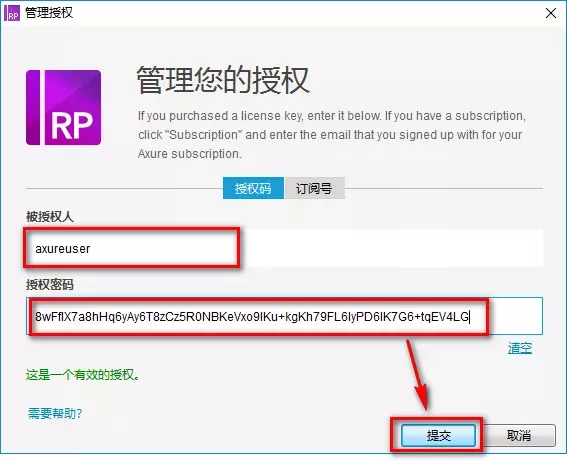 RP 管理授权
管理您的授权
RP
If you purchased a license key, enter it below. If you have a subscription,
click "Subscription" and enter the email that you signed up with for your
Axure subscription.
授权码 订阅号
被授权人
axureuser
授权密码
清空
这是一个有效的授权。
需要帮助?
提交 取消